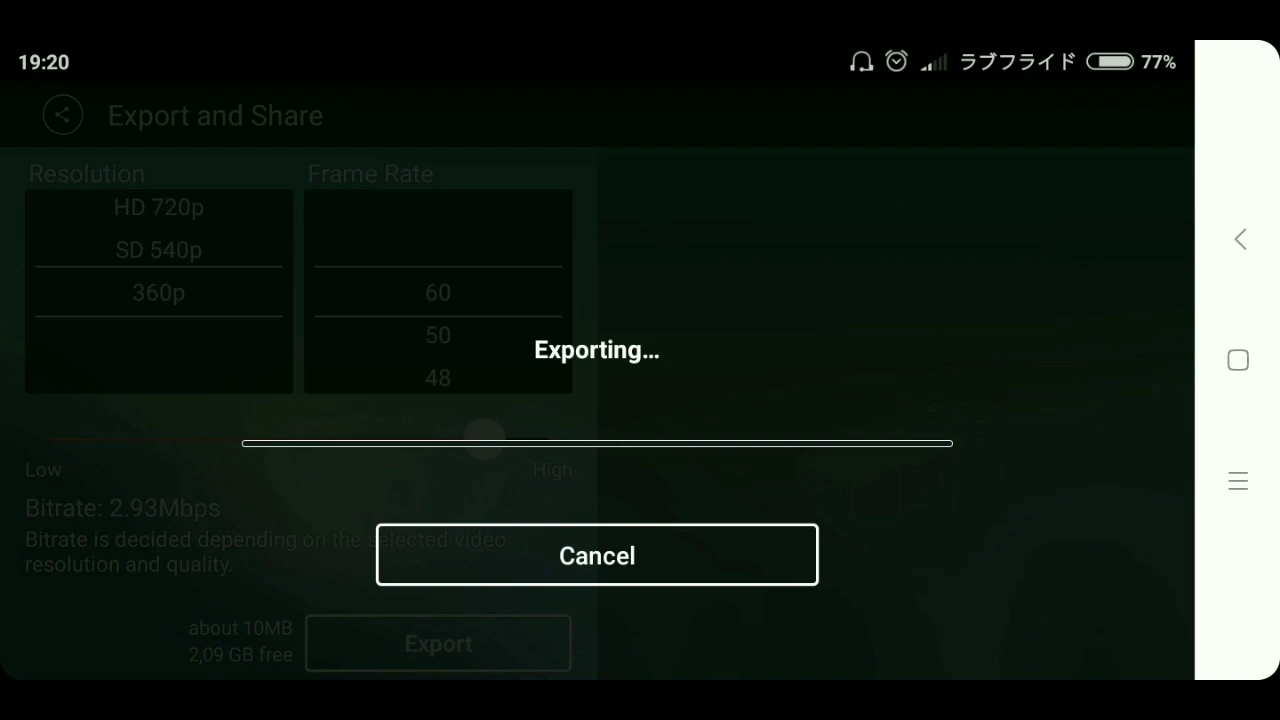 19:20
ラブフライド 77%
Export and Share
Resolution
Frame Rate
HD 720p
SD 540p
360p
60
50
48
Exporting...
Low
High
Bitrate: 2.93Mbps
Bitrate is decided depending on the selected video
resolution and quality.
Cancel
about 10MB
2,09 GB free
Export